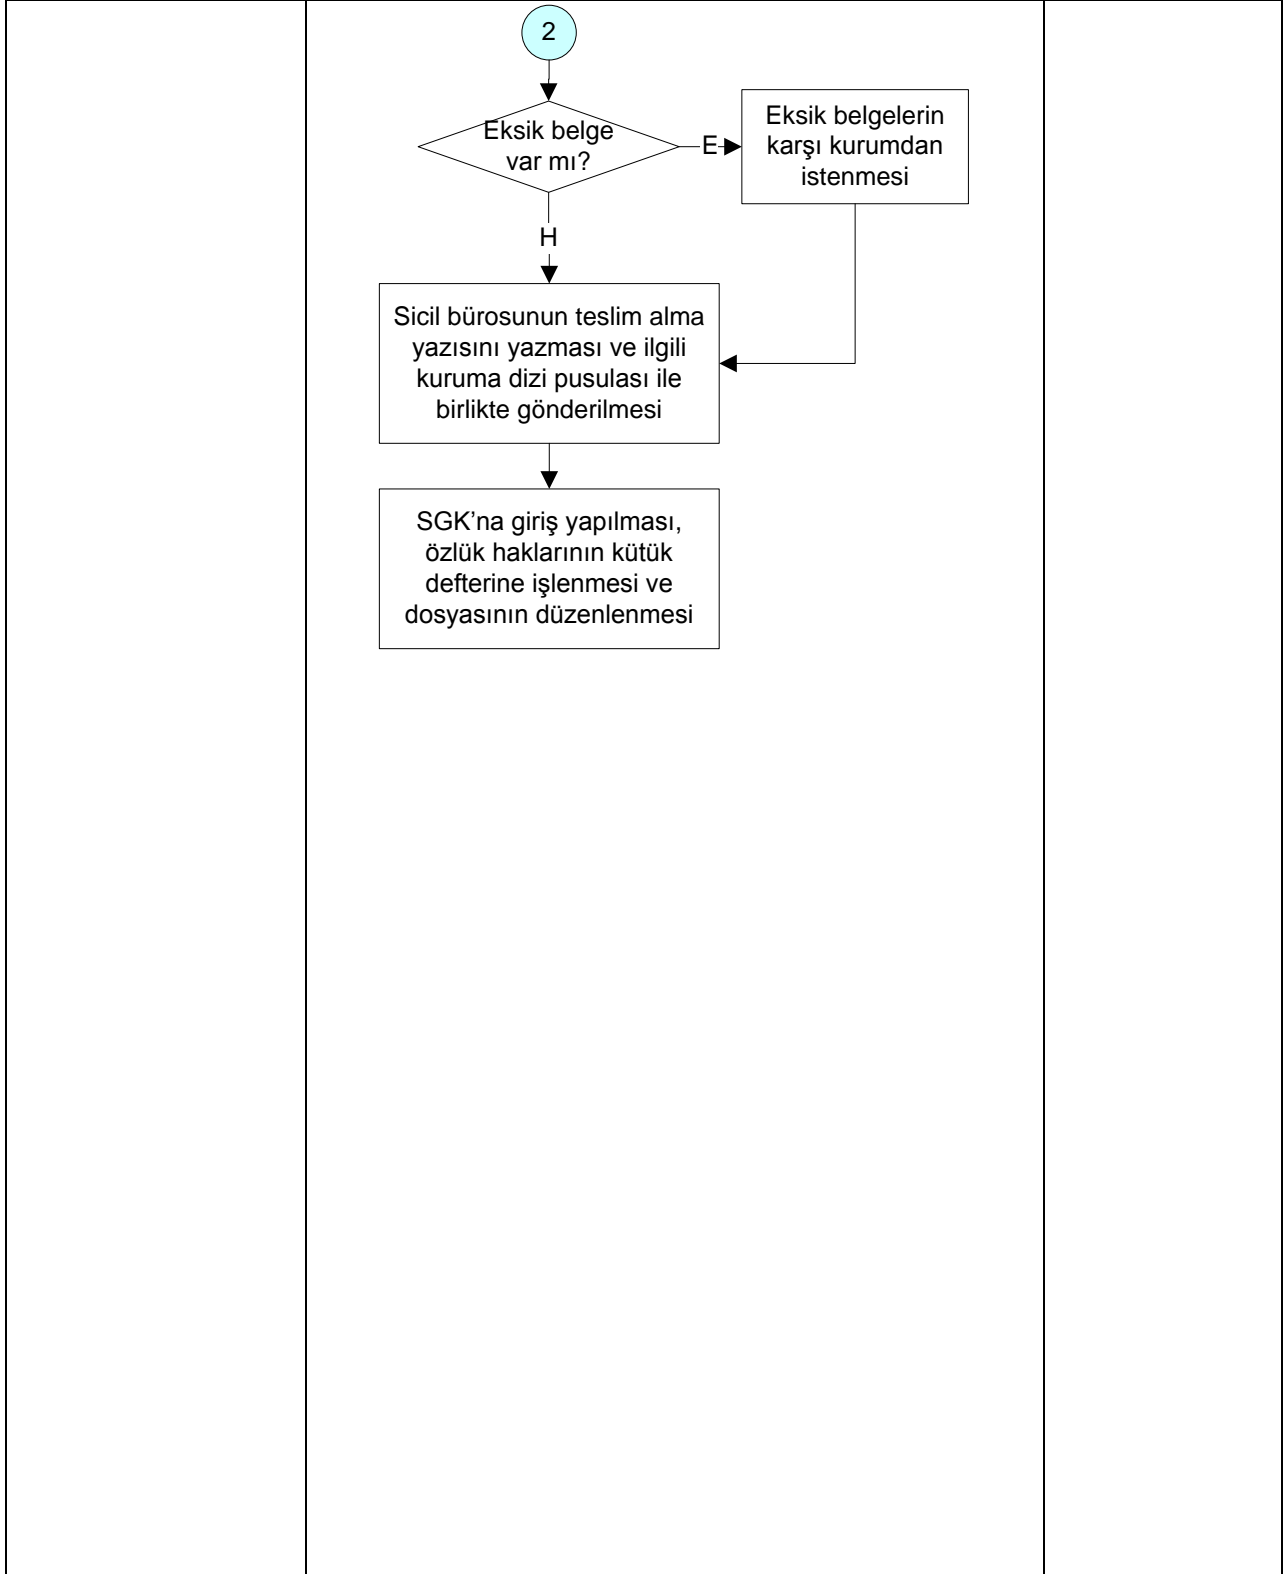 2
Eksik belge
var mı?
E
Eksik belgelerin
karşı kurumdan
istenmesi
H
Sicil bürosunun teslim alma
yazısını yazması ve ilgili
kuruma dizi pusulası ile
birlikte gönderilmesi
SGK’na giriş yapılması,
özlük haklarının kütük
defterine işlenmesi ve
dosyasının düzenlenmesi